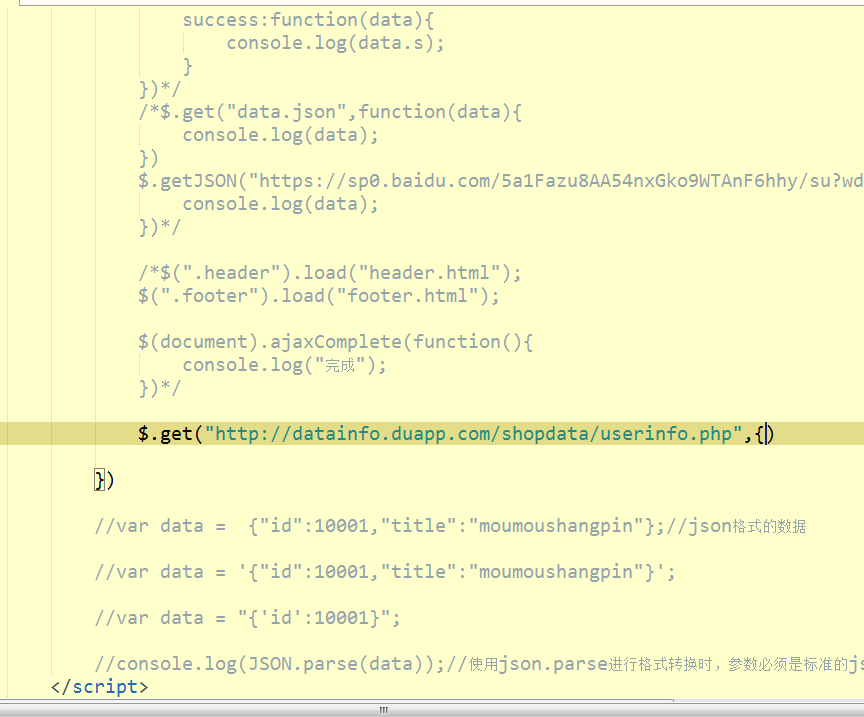 success:function(data){
console.log(data.s);
}
})*/
/*$.get("data.json",function(data){
console.log(data);
})
$.getJSON("https://sp0.baidu.com/5a1Fazu8AA54nxGko9WTAnF6hhy/su?wd
console.log(data);
})*/
/*$(".header").load("header.html");
$(".footer").load("footer.html");
$(document).ajaxComplete(function(){
console.log("完成");
})*/
$.get("http://datainfo.duapp.com/shopdata/userinfo.php",{)
})
//var data =  {"id":10001,"title":"moumoushangpin"};//json格式的数据
//var data = '{"id":10001,"title":"moumoushangpin"}';
//var data = "{'id':10001}";
//console.log(JSON.parse(data));//使用json.parse进行格式转换时，参数必须是标准的js
</script>